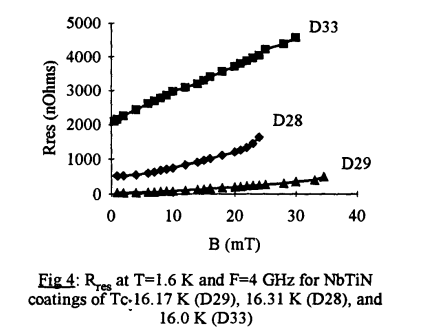 Rres (nOhms)
5000
4000
3000
2000
1000
0
0
10
20
30
40
B (mT)
D33
D28
D29
Fig 4: Rres at T=1.6 K and F=4 GHz for NbTiN
coatings of Tc-16.17 K (D29), 16.31 K (D28), and
16.0 K (D33)